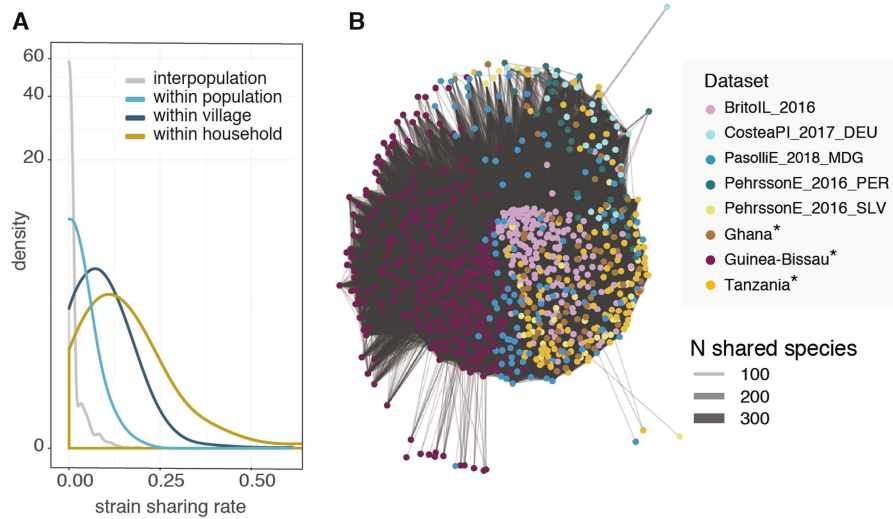 A
60
40
20
0
density
interpopulation
within population
within village
within household
0.00 0.25 0.50
strain sharing rate
B
Dataset
BritoIL_2016
CosteaPI_2017_DEU
PasolliE_2018_MDG
PehrssonE_2016_PER
PehrssonE_2016_SLV
Ghana*
Guinea-Bissau*
Tanzania*
N shared species
100
200
300